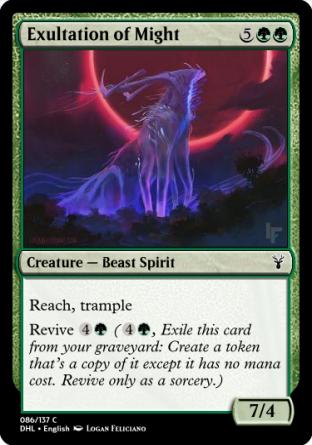 Exultation of Might 5
Creature — Beast Spirit
Reach, trample
Revive 4 ( 4 , Exile this card
from your graveyard: Create a token
that's a copy of it except it has no mana
cost. Revive only as a sorcery.)
7/4
086/137 C
DHL • English Logan Feliciano